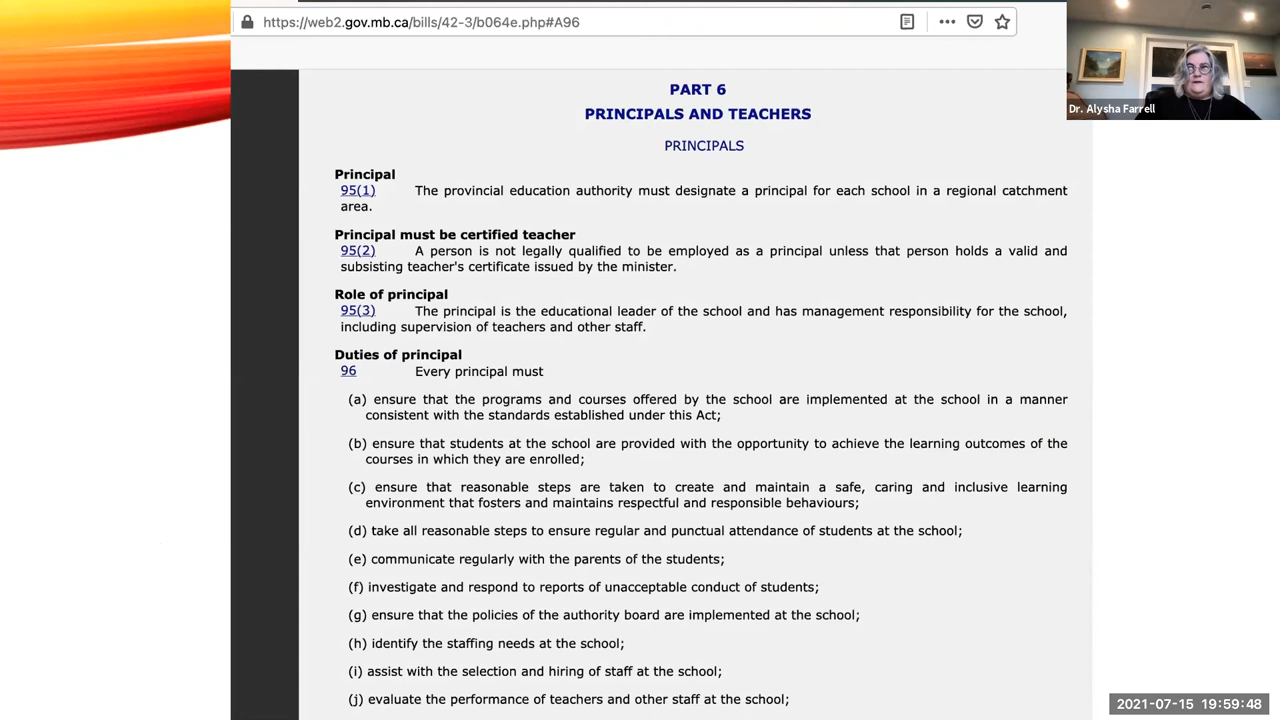 https://web2.gov.mb.ca/bills/42-3/b064e.php#A96
Dr. Alysha Farrell
PART 6
PRINCIPALS AND TEACHERS
PRINCIPALS
Principal
95(1) The provincial education authority must designate a principal for each school in a regional catchment
area.
Principal must be certified teacher
95(2) A person is not legally qualified to be employed as a principal unless that person holds a valid and
subsisting teacher's certificate issued by the minister.
Role of principal
95(3) The principal is the educational leader of the school and has management responsibility for the school,
including supervision of teachers and other staff.
Duties of principal
96 Every principal must
(a) ensure that the programs and courses offered by the school are implemented at the school in a manner
consistent with the standards established under this Act;
(b) ensure that students at the school are provided with the opportunity to achieve the learning outcomes of the
courses in which they are enrolled;
(c) ensure that reasonable steps are taken to create and maintain a safe, caring and inclusive learning
environment that fosters and maintains respectful and responsible behaviours;
(d) take all reasonable steps to ensure regular and punctual attendance of students at the school;
(e) communicate regularly with the parents of the students;
(f) investigate and respond to reports of unacceptable conduct of students;
(g) ensure that the policies of the authority board are implemented at the school;
(h) identify the staffing needs at the school;
(i) assist with the selection and hiring of staff at the school;
(j) evaluate the performance of teachers and other staff at the school;
2021-07-15 19:59:48